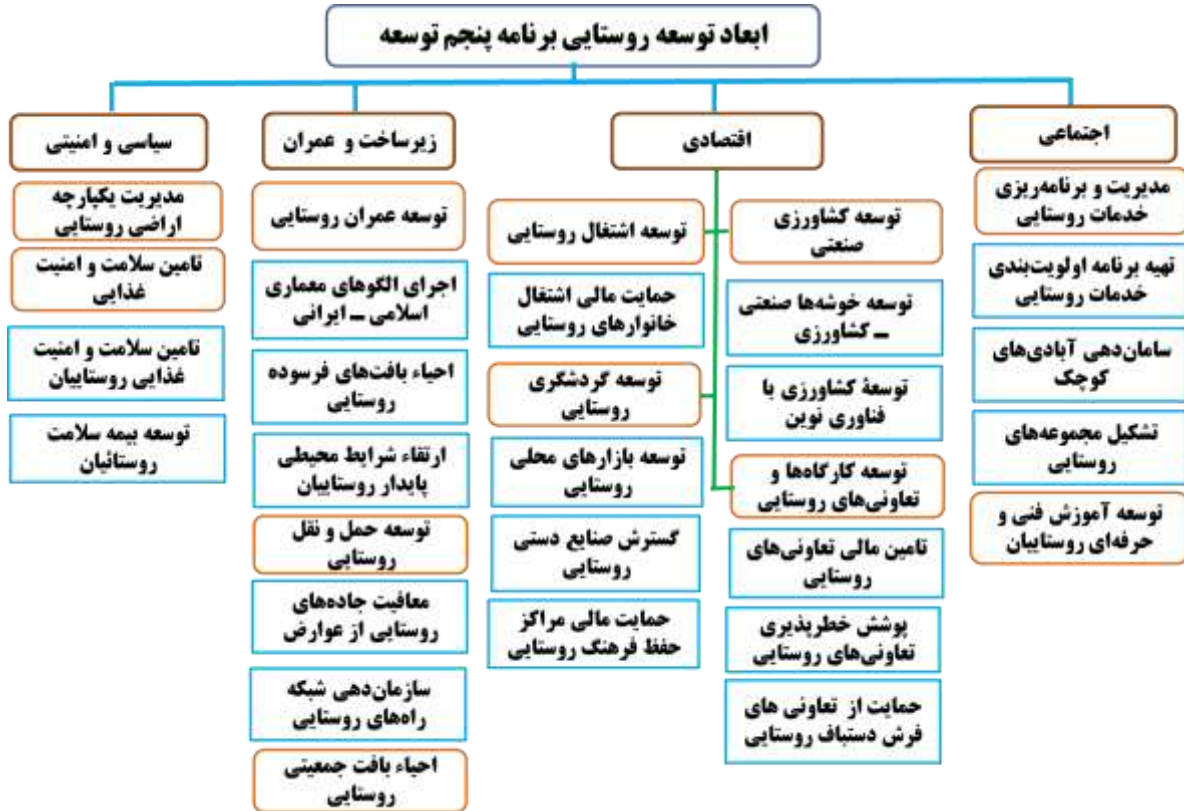 ابعاد توسعه روستایی برنامه پنجم توسعه
اجتماعی
مدیریت و برنامه‌ریزی
خدمات روستایی
تهیه برنامه اولویت‌بندی
خدمات روستایی
سامان‌دهی آبادی‌های
کوچک
تشکیل مجموعه‌های
روستایی
توسعه آموزش فنی و
حرفه‌ای روستاییان
اقتصادی
توسعه کشاورزی
صنعتی
توسعه خوشه‌ها صنعتی
ـ کشاورزی
توسعهٔ کشاورزی با
فناوری نوین
توسعه کارگاه‌ها و
تعاونی‌های روستایی
تامین مالی تعاونی‌های
روستایی
پوشش خطرپذیری
تعاونی‌های روستایی
حمایت از تعاونی های
فرش دستباف روستایی
توسعه اشتغال روستایی
حمایت مالی اشتغال
خانوارهای روستایی
توسعه گردشگری
روستایی
توسعه بازارهای محلی
روستایی
گسترش صنایع دستی
روستایی
حمایت مالی مراکز
حفظ فرهنگ روستایی
زیرساخت و عمران
توسعه عمران روستایی
اجرای الگوهای معماری
اسلامی ـ ایرانی
احیاء بافت‌های فرسوده
روستایی
ارتقاء شرایط محیطی
پایدار روستاییان
توسعه حمل و نقل
روستایی
معافیت جاده‌های
روستایی از عوارض
سازمان‌دهی شبکه
راه‌های روستایی
احیاء بافت جمعیتی
روستایی
سیاسی و امنیتی
مدیریت یکپارچه
اراضی روستایی
تامین سلامت و امنیت
غذایی
تامین سلامت و امنیت
غذایی روستاییان
توسعه بیمه سلامت
روستائیان